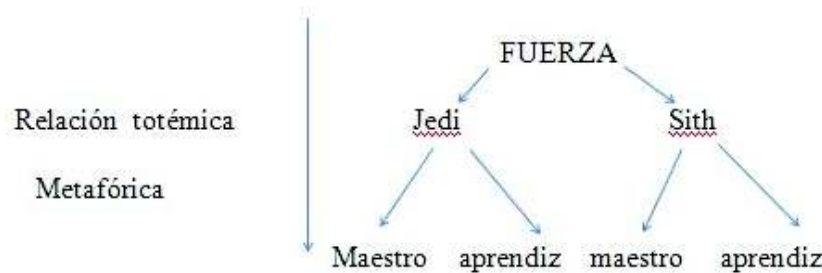 FUERZA
Relación totémica
Jedi Sith
Metafórica
Maestro aprendiz maestro aprendiz